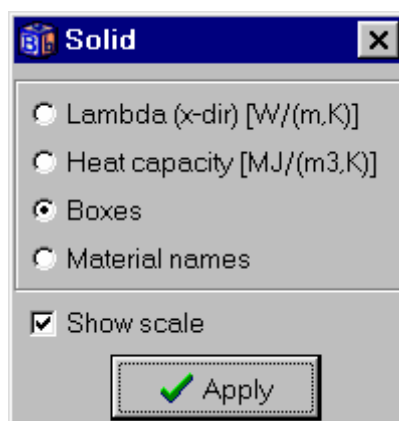 Solid
Lambda (x-dir) [W/(m,K)]
Heat capacity [MJ/(m3,K)]
Boxes
Material names
Show scale
Apply